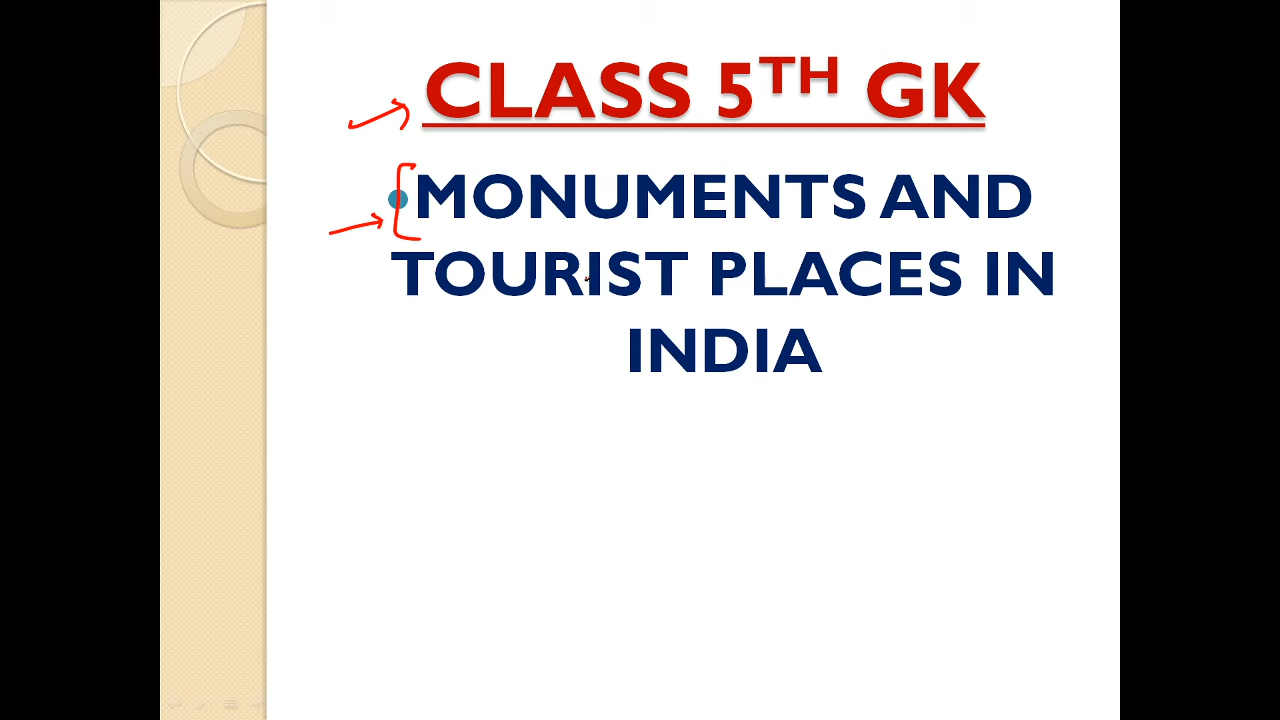 CLASS 5TH GK
MONUMENTS AND
TOURIST PLACES IN
INDIA